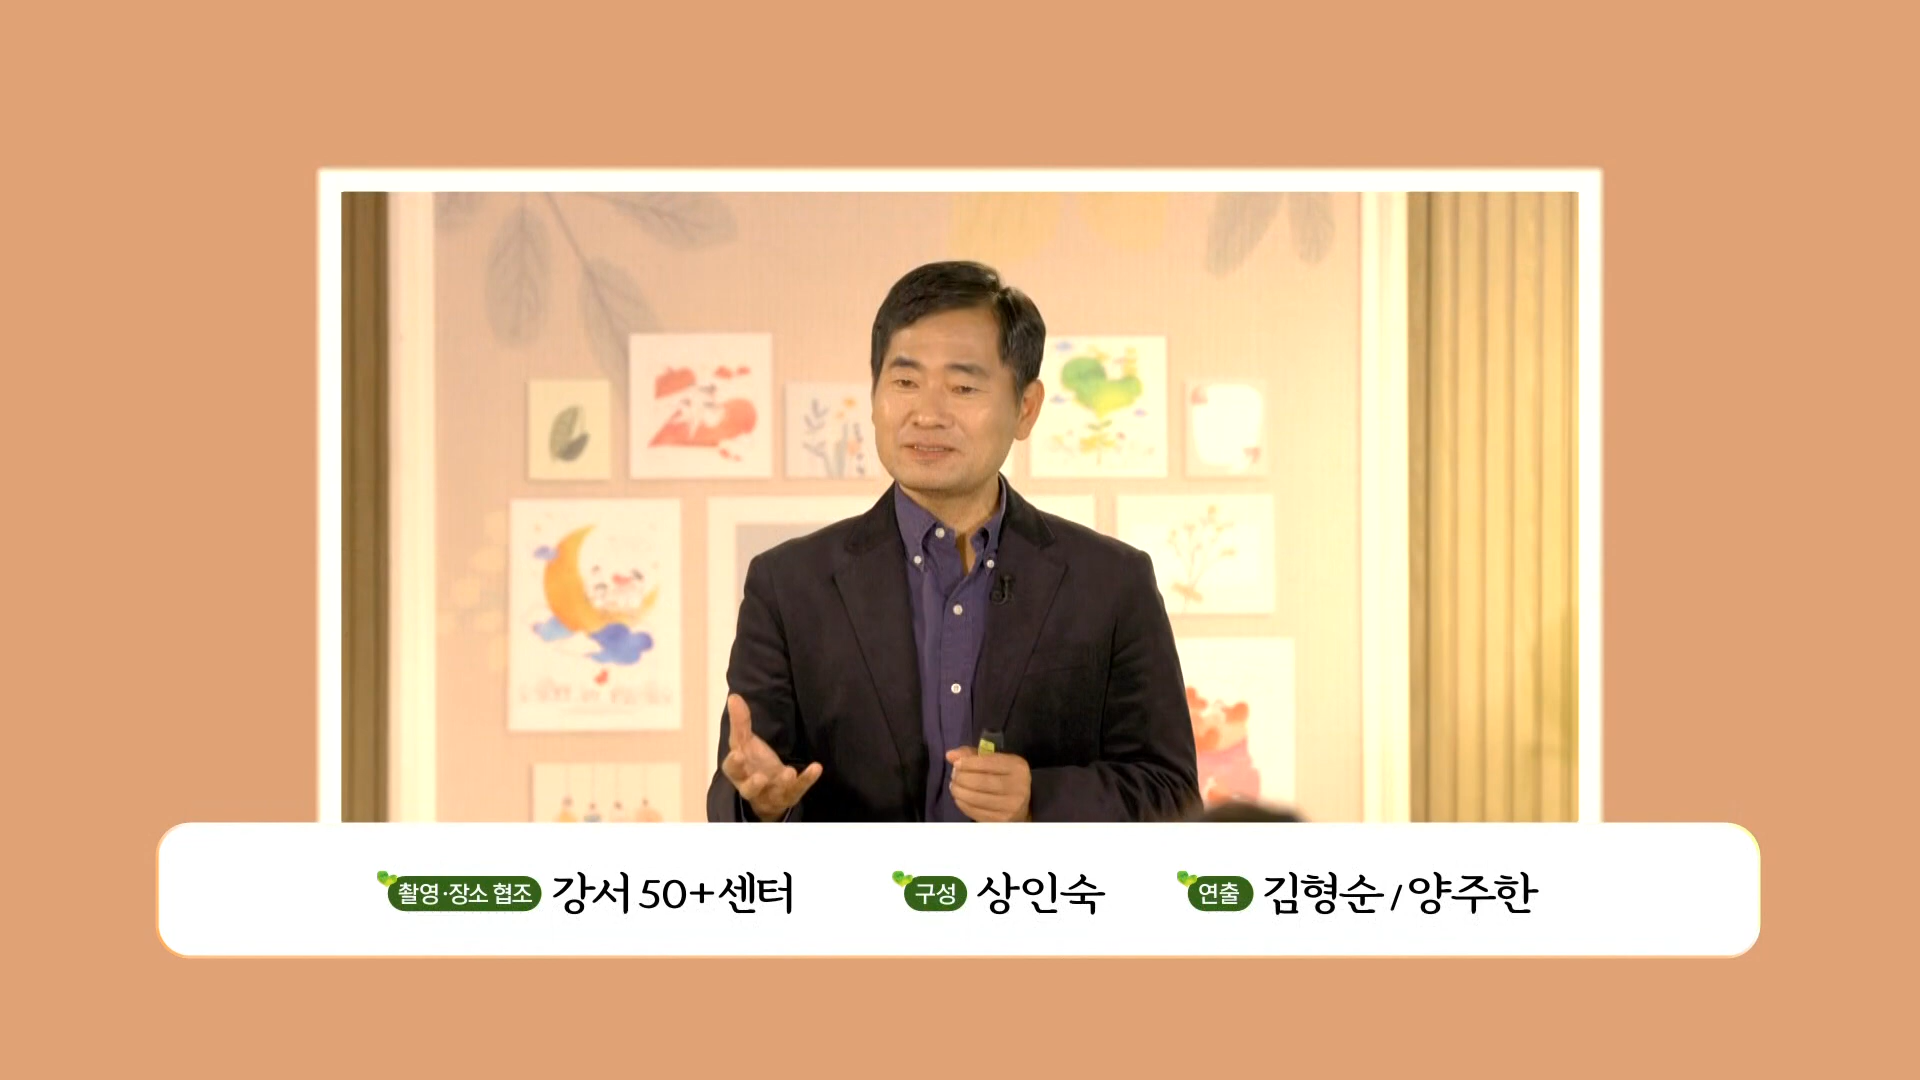 촬영·장소 협조 강서 50+센터 구성 상인숙 연출 김형순 / 양주한